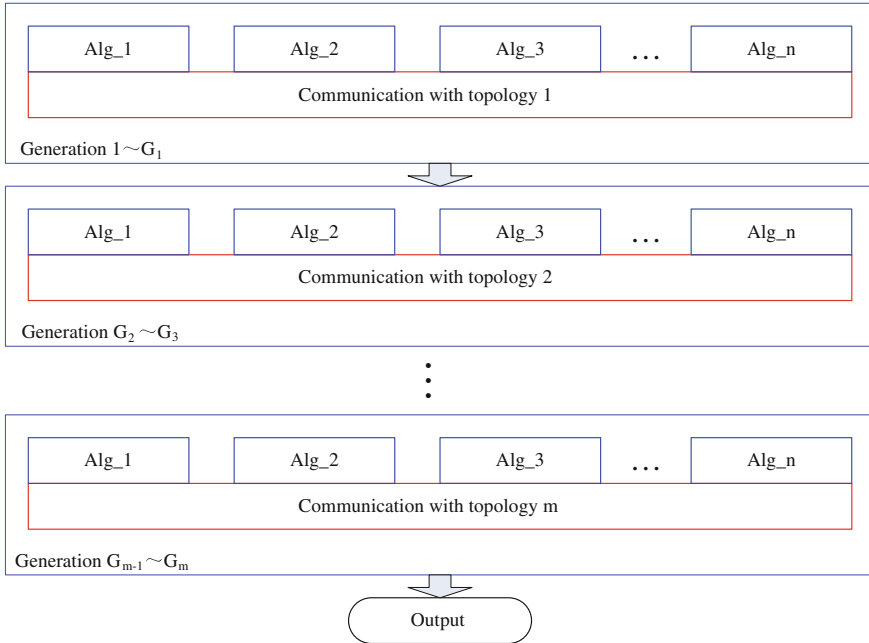 Alg_1 Alg_2 Alg_3 ... Alg_n
Communication with topology 1
Generation 1～G₁
Alg_1 Alg_2 Alg_3 ... Alg_n
Communication with topology 2
Generation G₂～G₃
Alg_1 Alg_2 Alg_3 ... Alg_n
Communication with topology m
Generation Gₘ₋₁～Gₘ
Output